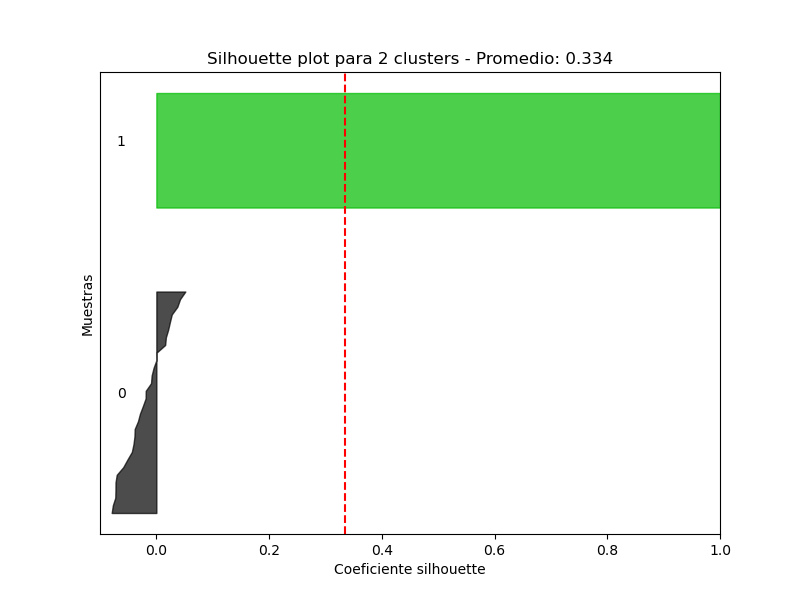 Silhouette plot para 2 clusters - Promedio: 0.334
1
0
Muestras
0.0 0.2 0.4 0.6 0.8 1.0
Coeficiente silhouette